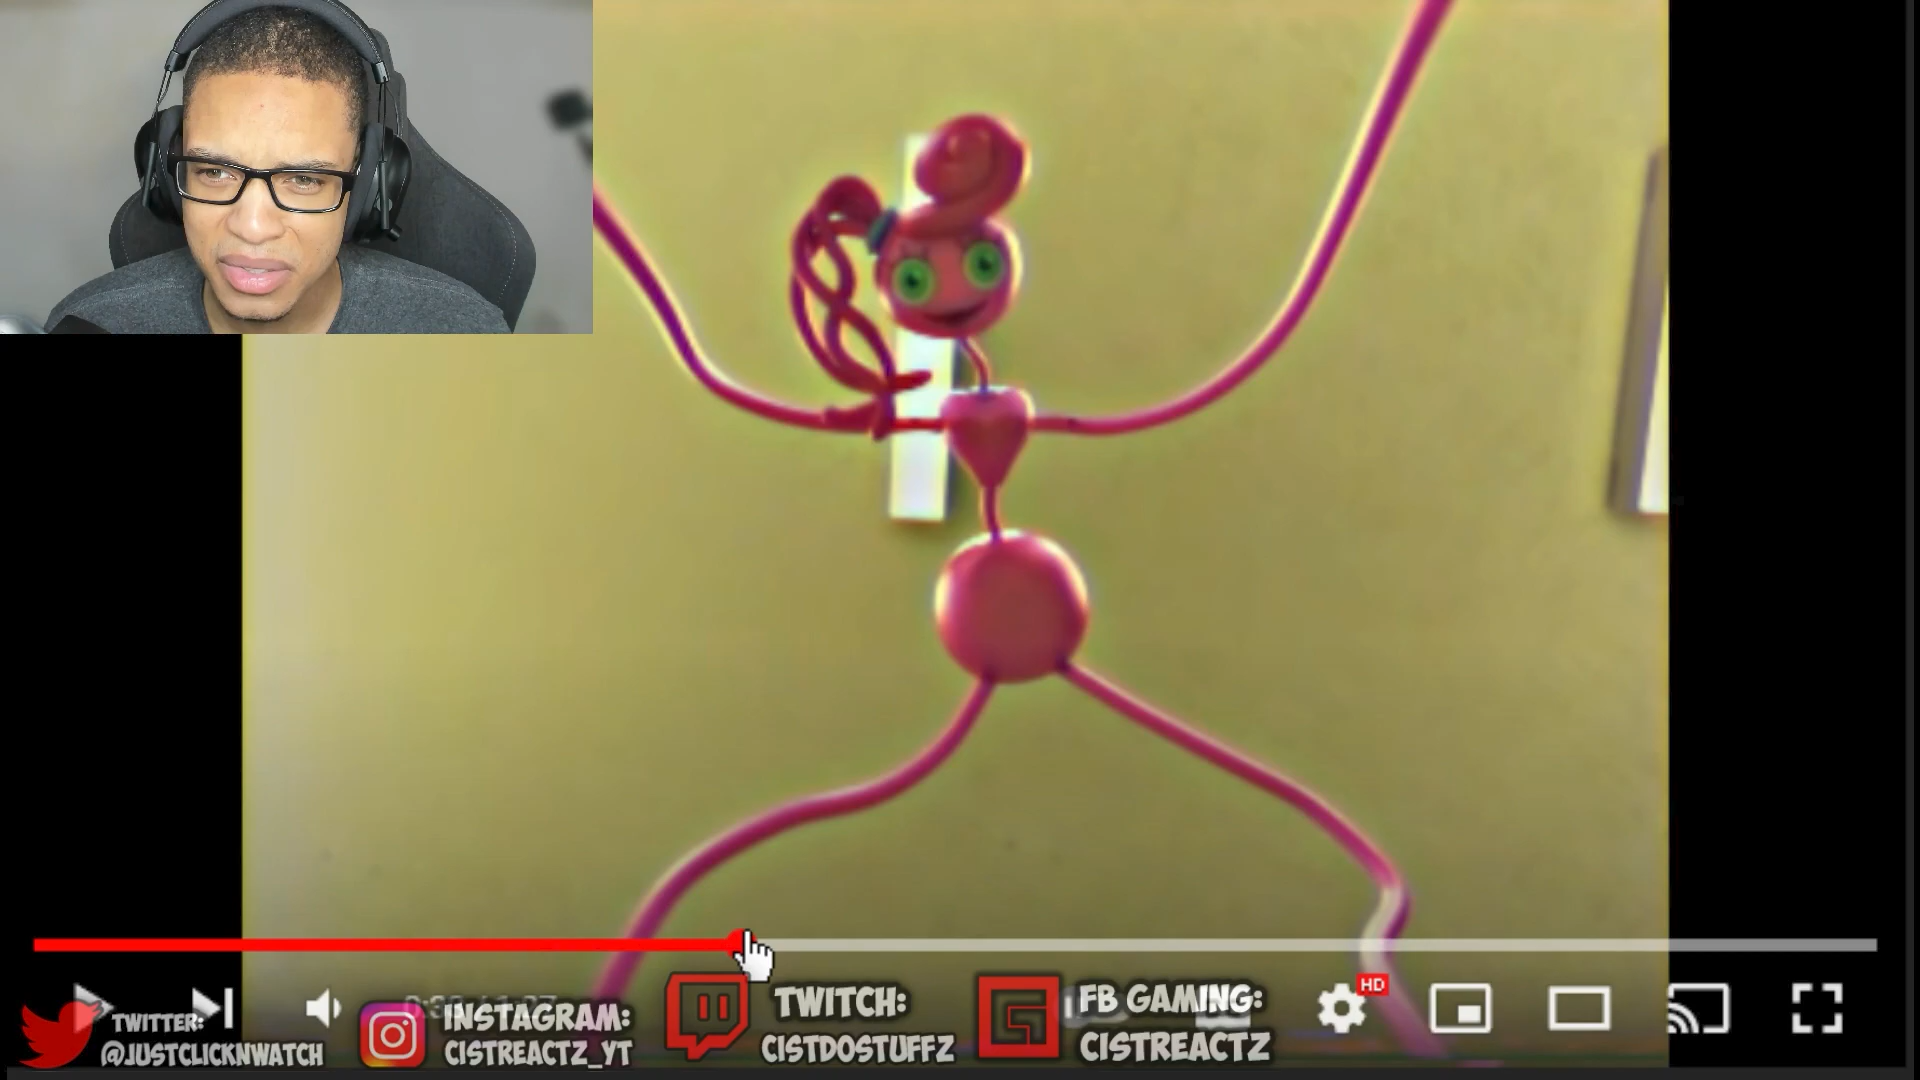 HD
TWITTER:
@JUSTCLICKNWATCH
INSTAGRAM:
CISTREACTZ_YT
TWITCH:
CISTDOSTUFFZ
FB GAMING:
CISTREACTZ